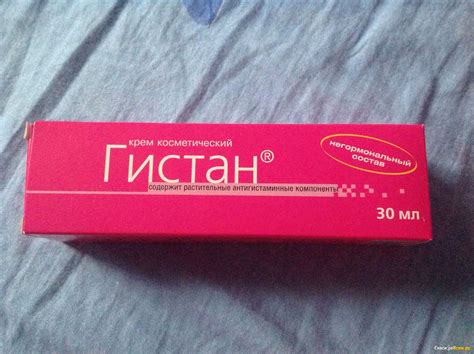 крем косметический
Гистан®
содержит растительные антигистаминные компоненты
негормональный
состав
30 мл